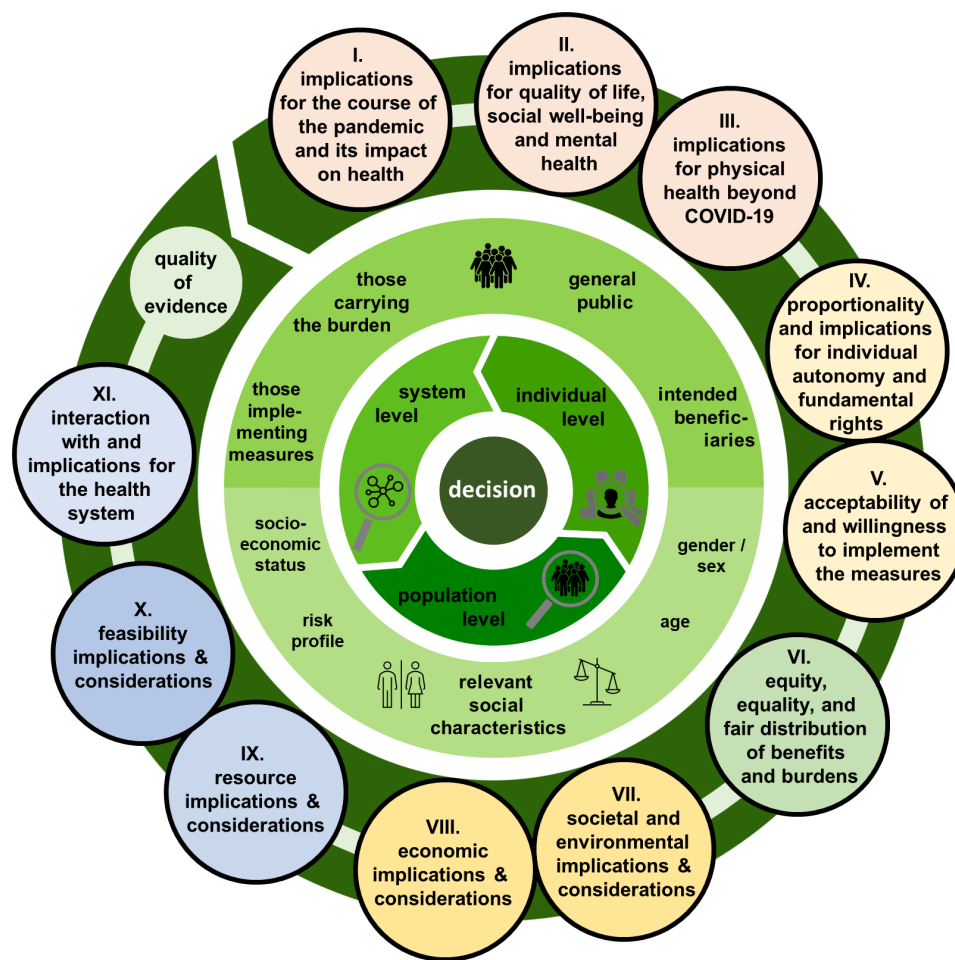 I.
implications
for the course of
the pandemic
and its impact
on health
II.
implications
for quality of life,
social well-being
and mental
health
III.
implications
for physical
health beyond
COVID-19
IV.
proportionality
and implications
for individual
autonomy and
fundamental
rights
V.
acceptability of
and willingness
to implement
the measures
VI.
equity,
equality, and
fair distribution
of benefits
and burdens
VII.
societal and
environmental
implications &
considerations
VIII.
economic
implications &
considerations
IX.
resource
implications &
considerations
X.
feasibility
implications &
considerations
XI.
interaction
with and
implications for
the health
system
quality
of
evidence
those
carrying
the burden
general
public
those
imple-
menting
measures
intended
benefic-
iaries
socio-
economic
status
gender /
sex
risk
profile
age
relevant
social
characteristics
system
level
individual
level
population
level
decision